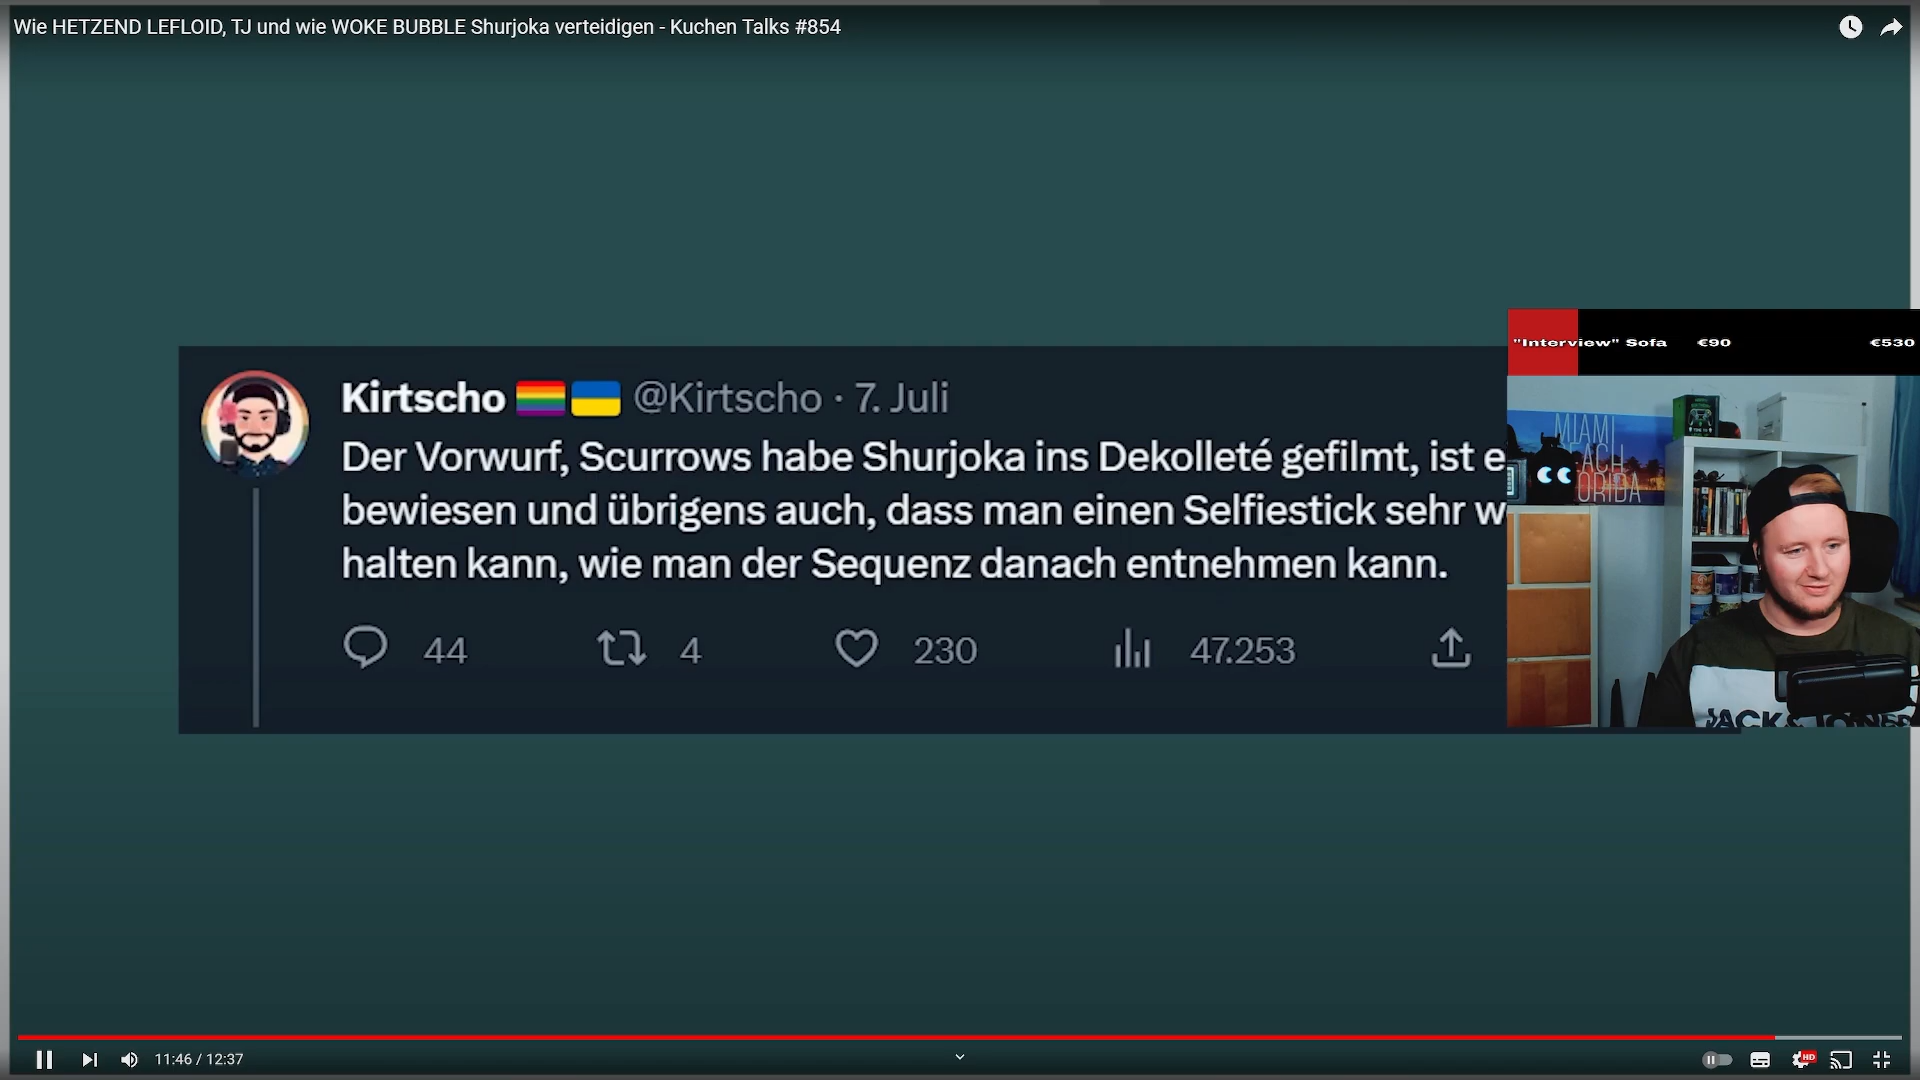 Wie HETZEND LEFLOID, TJ und wie WOKE BUBBLE Shurjoka verteidigen - Kuchen Talks #854
"Interview" Sofa €90 €530
Kirtscho @Kirtscho · 7. Juli
Der Vorwurf, Scurrows habe Shurjoka ins Dekolleté gefilmt, ist e
bewiesen und übrigens auch, dass man einen Selfiestick sehr w
halten kann, wie man der Sequenz danach entnehmen kann.
44 4 230 47.253
MIAMI
JACK & JONES
11:46 / 12:37
HD